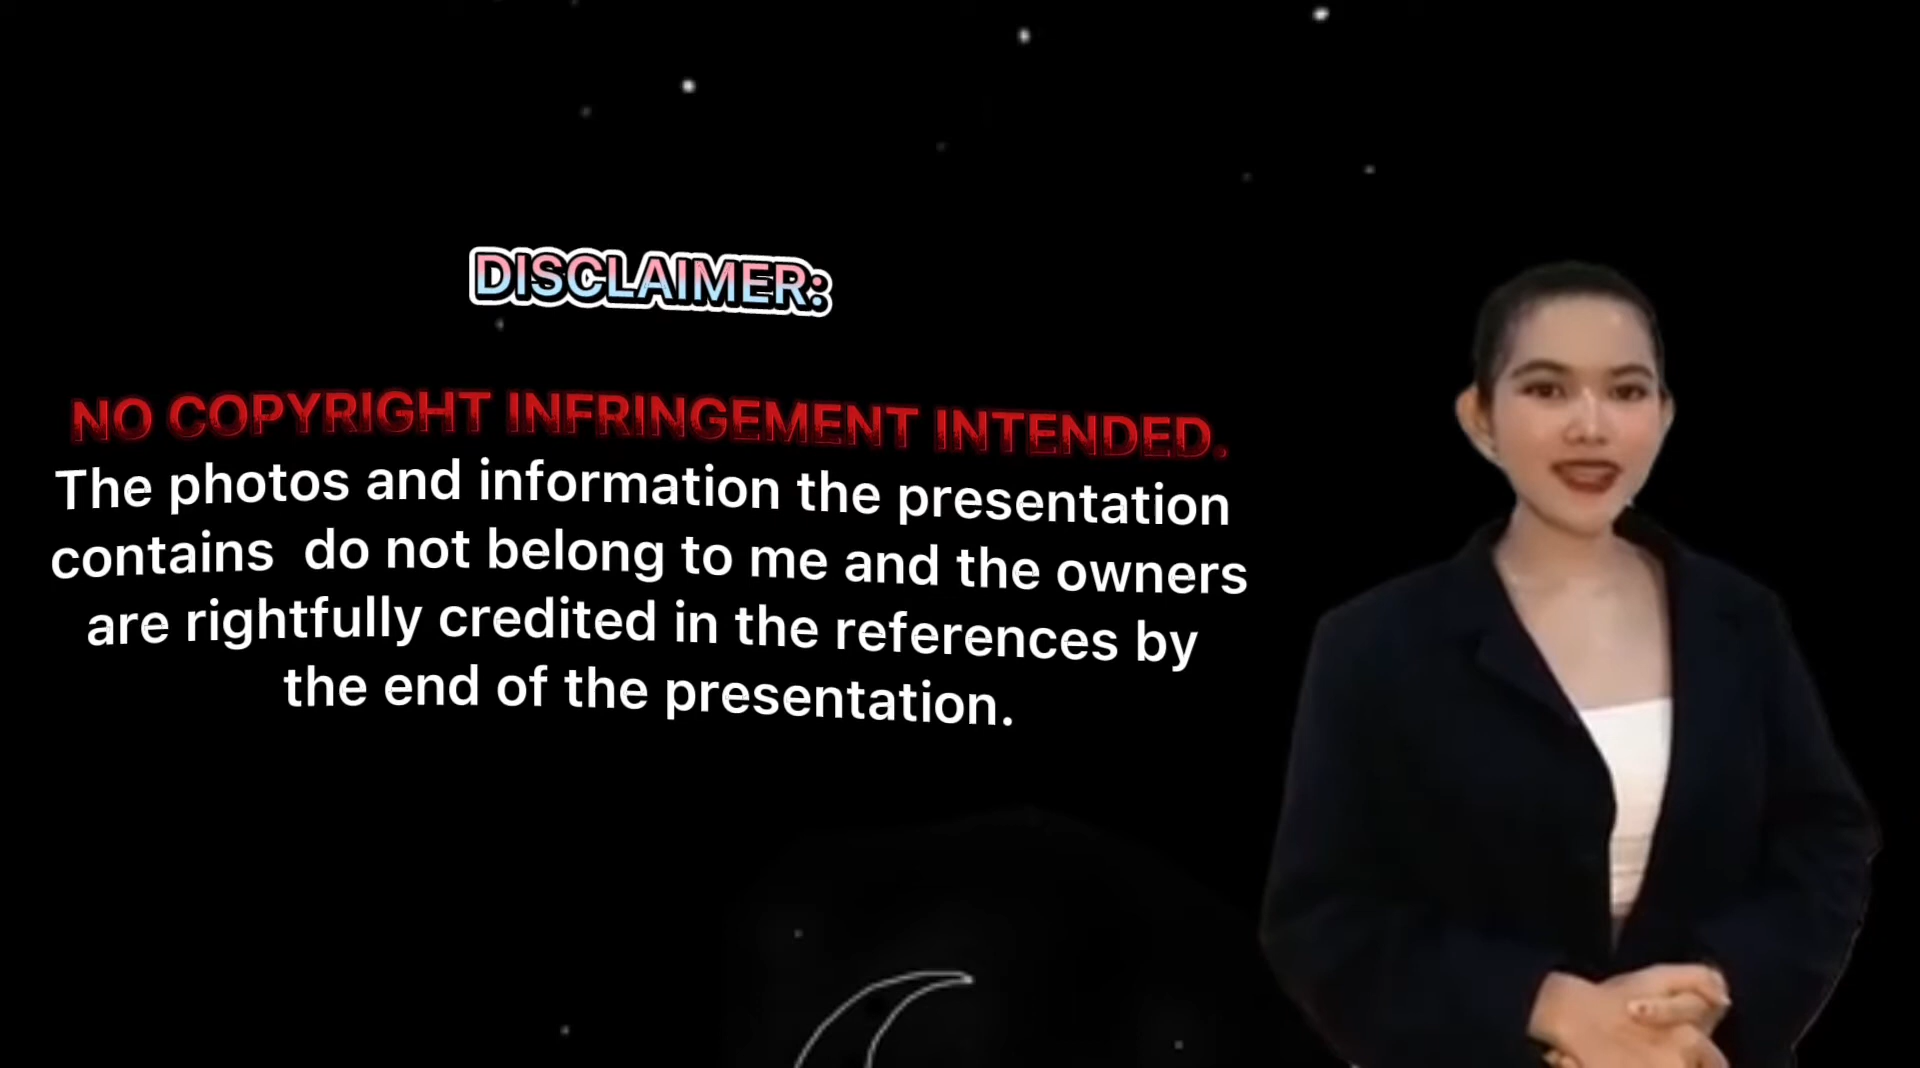 DISCLAIMER:
NO COPYRIGHT INFRINGEMENT INTENDED.
The photos and information the presentation
contains  do not belong to me and the owners
are rightfully credited in the references by
the end of the presentation.